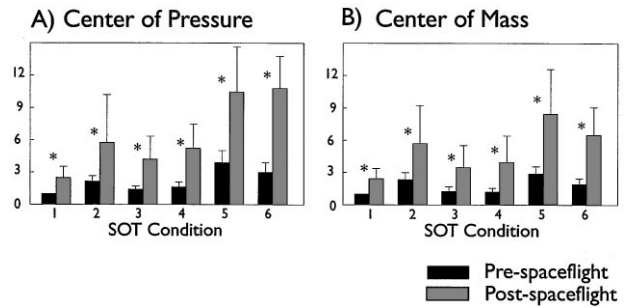 A) Center of Pressure
12
9
6
3
0
* * * * * *
1 2 3 4 5 6
SOT Condition
B) Center of Mass
12
9
6
3
0
* * * * * *
1 2 3 4 5 6
SOT Condition
Pre-spaceflight
Post-spaceflight